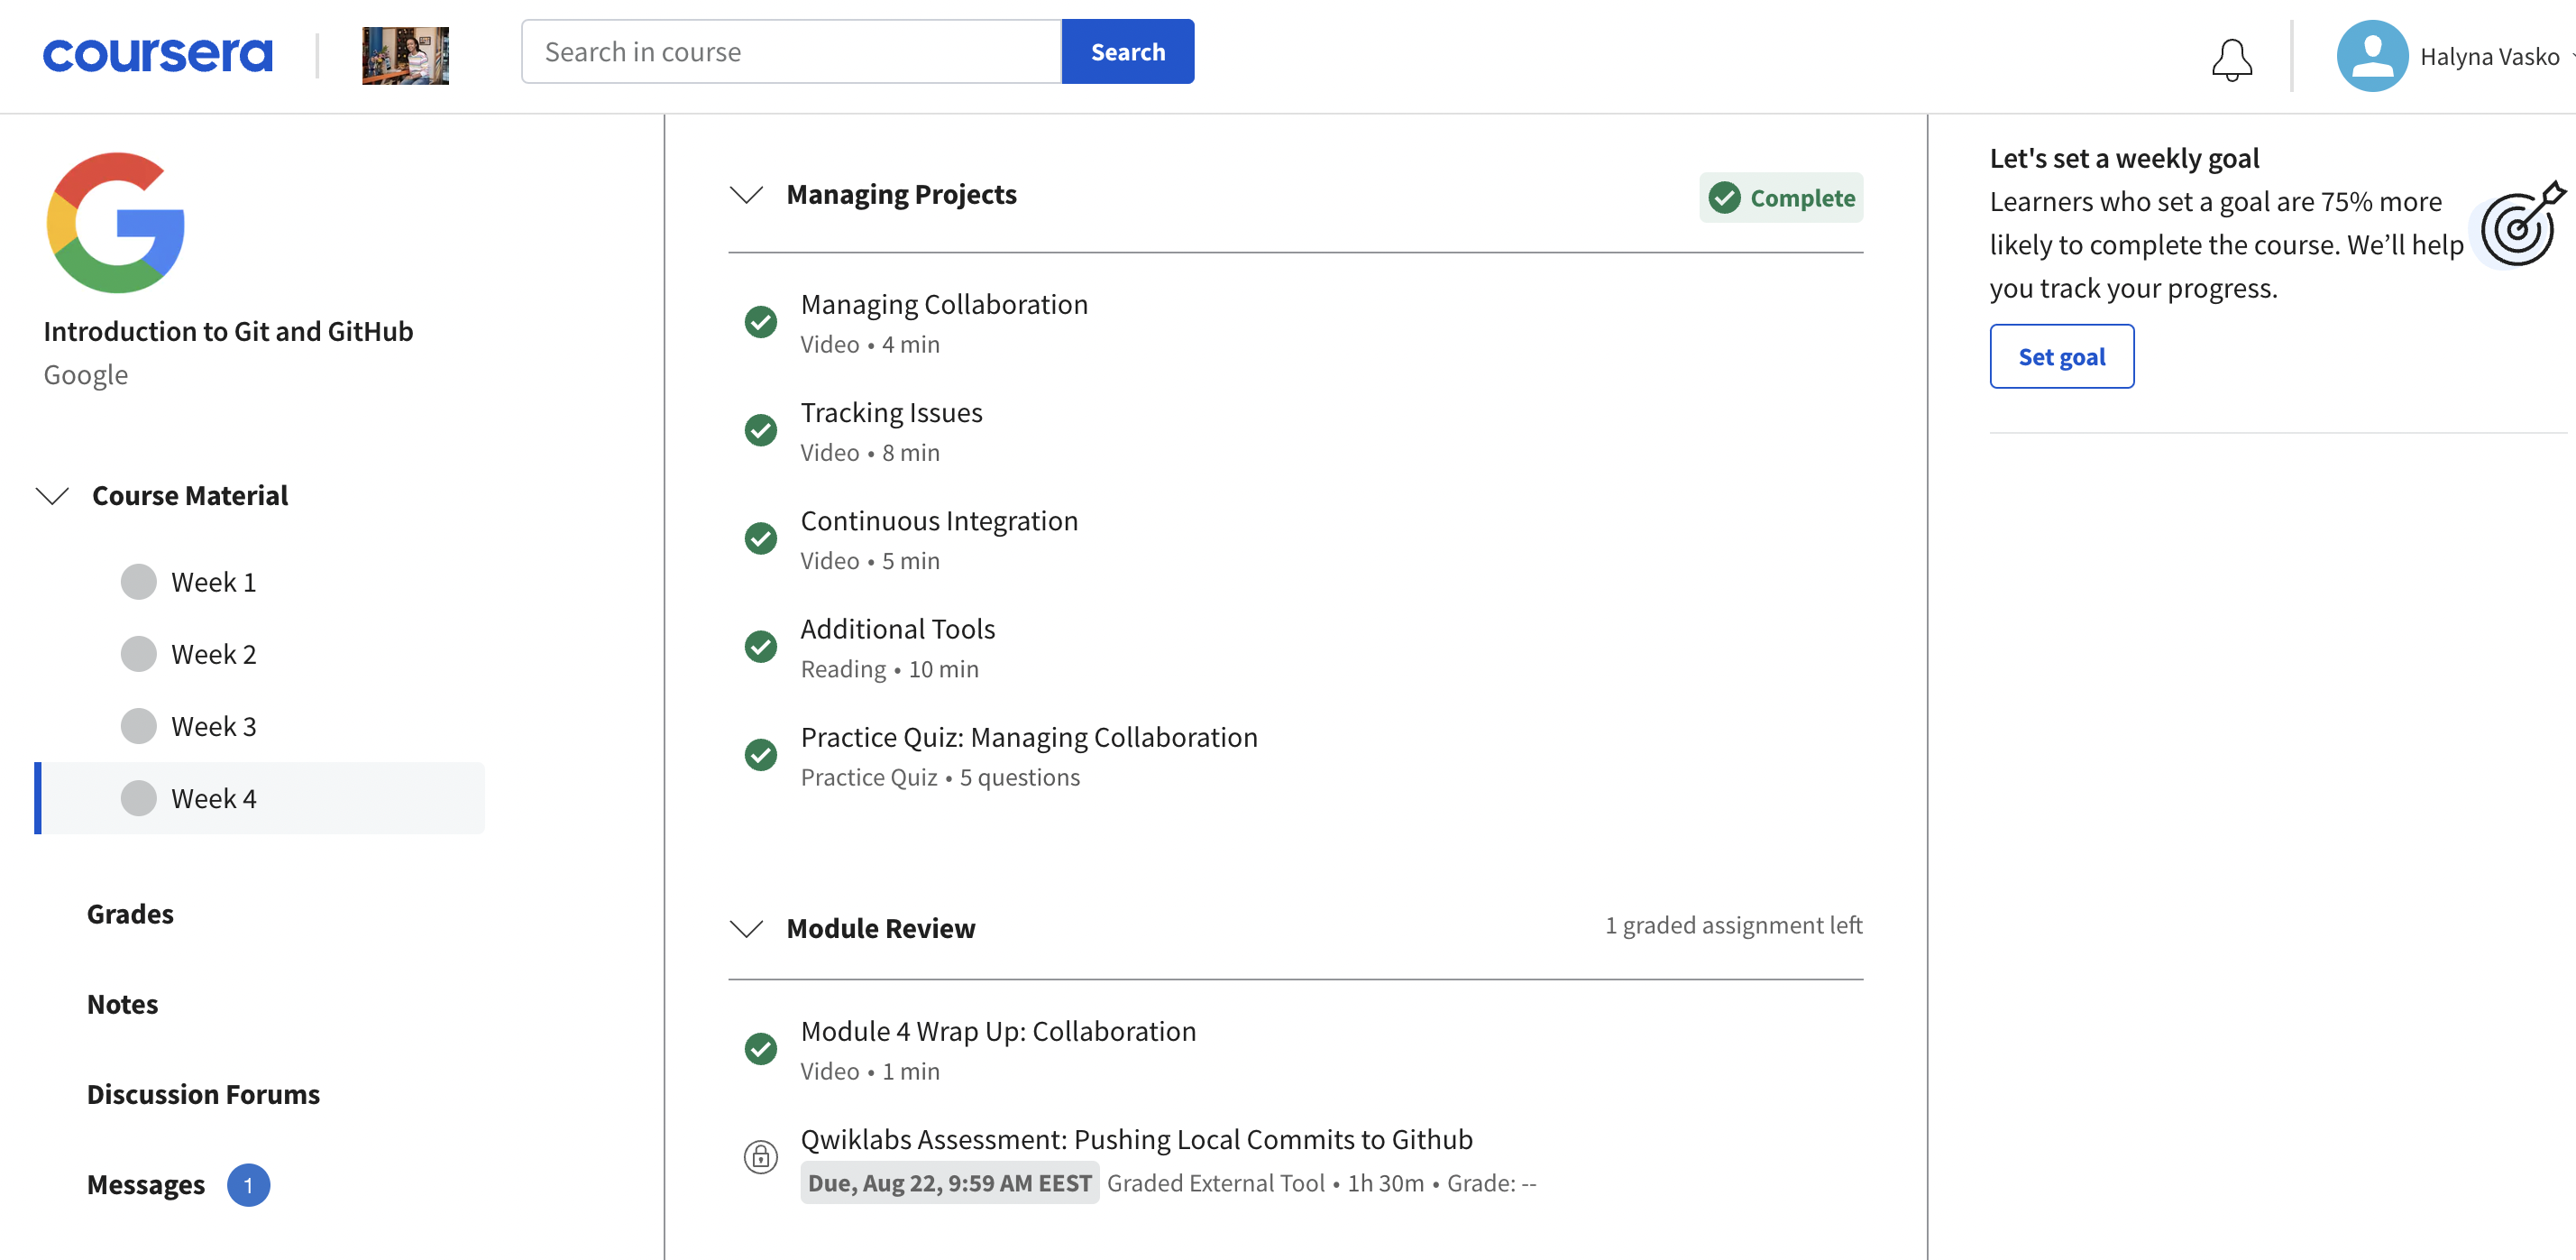 coursera
Search in course
Search
Halyna Vasko
Introduction to Git and GitHub
Google
Course Material
Week 1
Week 2
Week 3
Week 4
Grades
Notes
Discussion Forums
Messages 1
Managing Projects
Complete
Managing Collaboration
Video • 4 min
Tracking Issues
Video • 8 min
Continuous Integration
Video • 5 min
Additional Tools
Reading • 10 min
Practice Quiz: Managing Collaboration
Practice Quiz • 5 questions
Module Review
1 graded assignment left
Module 4 Wrap Up: Collaboration
Video • 1 min
Qwiklabs Assessment: Pushing Local Commits to Github
Due, Aug 22, 9:59 AM EEST Graded External Tool • 1h 30m • Grade: --
Let's set a weekly goal
Learners who set a goal are 75% more
likely to complete the course. We’ll help
you track your progress.
Set goal